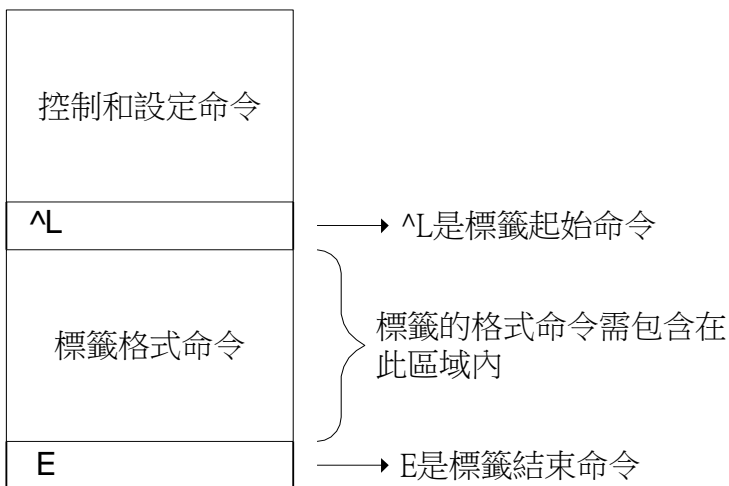 控制和設定命令
^L
^L是標籤起始命令
標籤格式命令
標籤的格式命令需包含在
此區域內
E
E是標籤結束命令